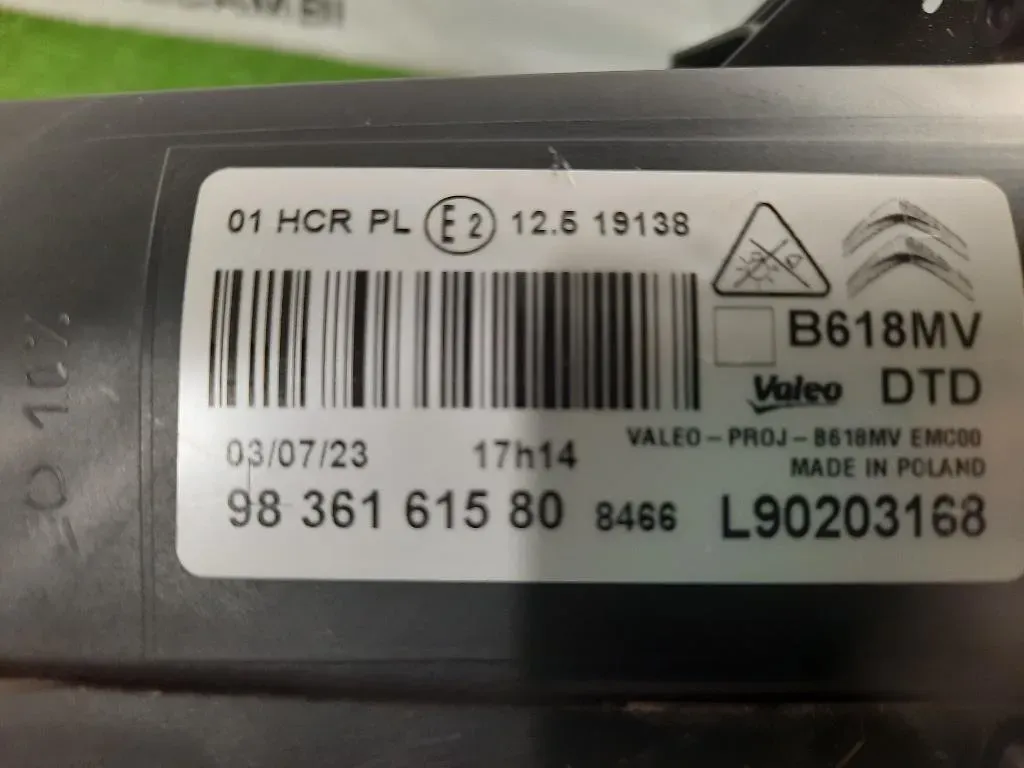 01 HCR PL E2 12.5 19138
B618MV
Valeo DTD
03/07/23 17h14
VALEO-PROJ-B618MV EMC00
MADE IN POLAND
98 361 615 80 8466 L90203168
10%